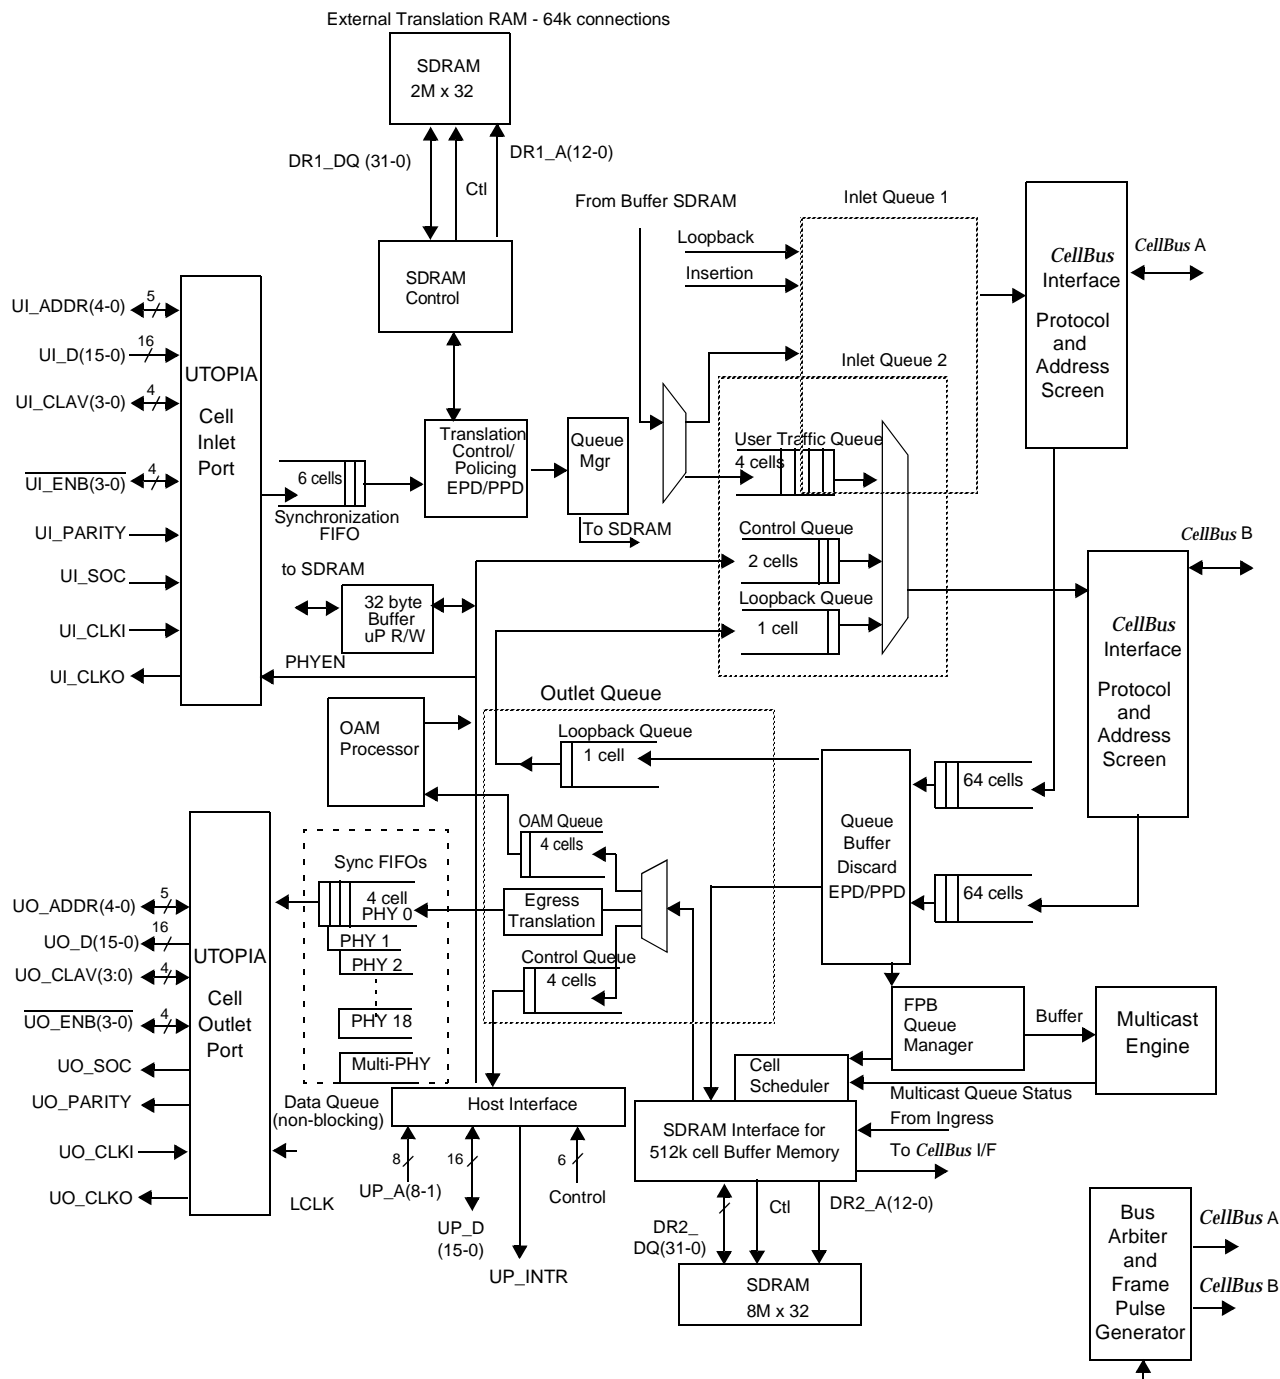 External Translation RAM - 64k connections
SDRAM
2M x 32
DR1_DQ (31-0)
Ctl
DR1_A(12-0)
SDRAM
Control
From Buffer SDRAM
Loopback
Insertion
Inlet Queue 1
CellBus
Interface
Protocol
and
Address
Screen
CellBus A
UI_ADDR(4-0)
5
UI_D(15-0)
16
UI_CLAV(3-0)
4
UI_ENB(3-0)
4
UI_PARITY
UI_SOC
UI_CLKI
UI_CLKO
UTOPIA
Cell
Inlet
Port
6 cells
Synchronization
FIFO
Translation
Control/
Policing
EPD/PPD
Queue
Mgr
To SDRAM
Inlet Queue 2
User Traffic Queue
4 cells
Control Queue
2 cells
Loopback Queue
1 cell
to SDRAM
32 byte
Buffer
uP R/W
PHYEN
CellBus B
CellBus
Interface
Protocol
and
Address
Screen
OAM
Processor
Outlet Queue
Loopback Queue
1 cell
OAM Queue
4 cells
Egress
Translation
Control Queue
4 cells
Queue
Buffer
Discard
EPD/PPD
64 cells
64 cells
UO_ADDR(4-0)
5
UO_D(15-0)
16
UO_CLAV(3:0)
4
UO_ENB(3-0)
4
UO_SOC
UO_PARITY
UO_CLKI
UO_CLKO
UTOPIA
Cell
Outlet
Port
Sync FIFOs
4 cell
PHY 0
PHY 1
PHY 2
PHY 18
Multi-PHY
Data Queue
(non-blocking)
LCLK
Host Interface
8
UP_A(8-1)
16
UP_D
(15-0)
UP_INTR
6
Control
FPB
Queue
Manager
Buffer
Multicast
Engine
Cell
Scheduler
Multicast Queue Status
SDRAM Interface for
512k cell Buffer Memory
From Ingress
To CellBus I/F
DR2_
DQ(31-0)
Ctl
DR2_A(12-0)
SDRAM
8M x 32
Bus
Arbiter
and
Frame
Pulse
Generator
CellBus A
CellBus B